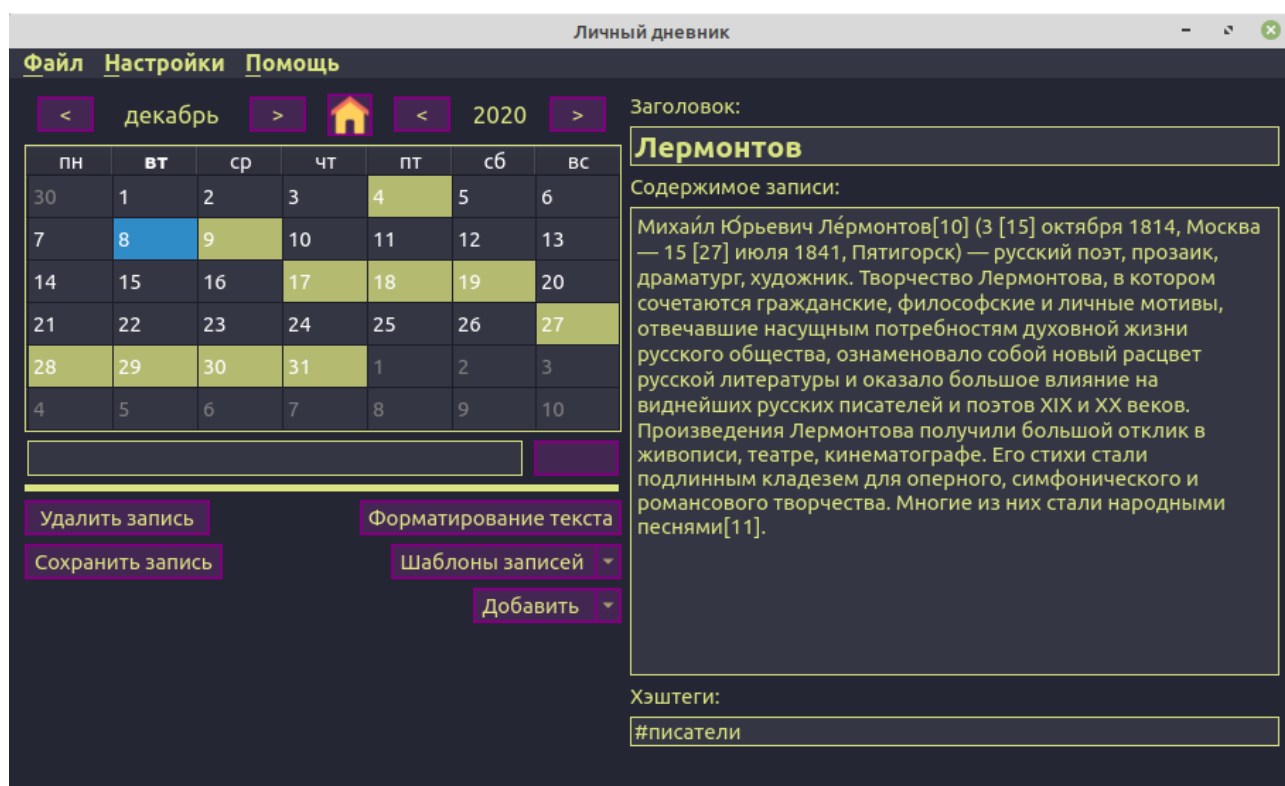 Личный дневник
Файл Настройки Помощь
< декабрь > < 2020 >
пн вт ср чт пт сб вс
30 1 2 3 4 5 6
7 8 9 10 11 12 13
14 15 16 17 18 19 20
21 22 23 24 25 26 27
28 29 30 31 1 2 3
4 5 6 7 8 9 10
Удалить запись Форматирование текста
Сохранить запись Шаблоны записей
Добавить
Заголовок:
Лермонтов
Содержимое записи:
Михаи́л Ю́рьевич Ле́рмонтов[10] (3 [15] октября 1814, Москва
— 15 [27] июля 1841, Пятигорск) — русский поэт, прозаик,
драматург, художник. Творчество Лермонтова, в котором
сочетаются гражданские, философские и личные мотивы,
отвечавшие насущным потребностям духовной жизни
русского общества, ознаменовало собой новый расцвет
русской литературы и оказало большое влияние на
виднейших русских писателей и поэтов XIX и XX веков.
Произведения Лермонтова получили большой отклик в
живописи, театре, кинематографе. Его стихи стали
подлинным кладезем для оперного, симфонического и
романсового творчества. Многие из них стали народными
песнями[11].
Хэштеги:
#писатели